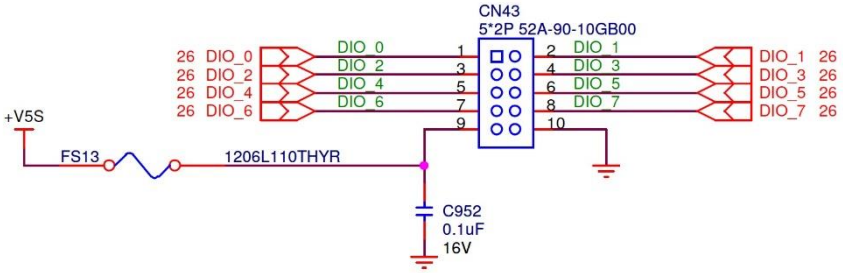 CN43
5*2P 52A-90-10GB00
26 DIO_0 DIO_0 1 2 DIO_1 DIO_1 26
26 DIO_2 DIO_2 3 4 DIO_3 DIO_3 26
26 DIO_4 DIO_4 5 6 DIO_5 DIO_5 26
26 DIO_6 DIO_6 7 8 DIO_7 DIO_7 26
9 10
+V5S
FS13 1206L110THYR
C952
0.1uF
16V